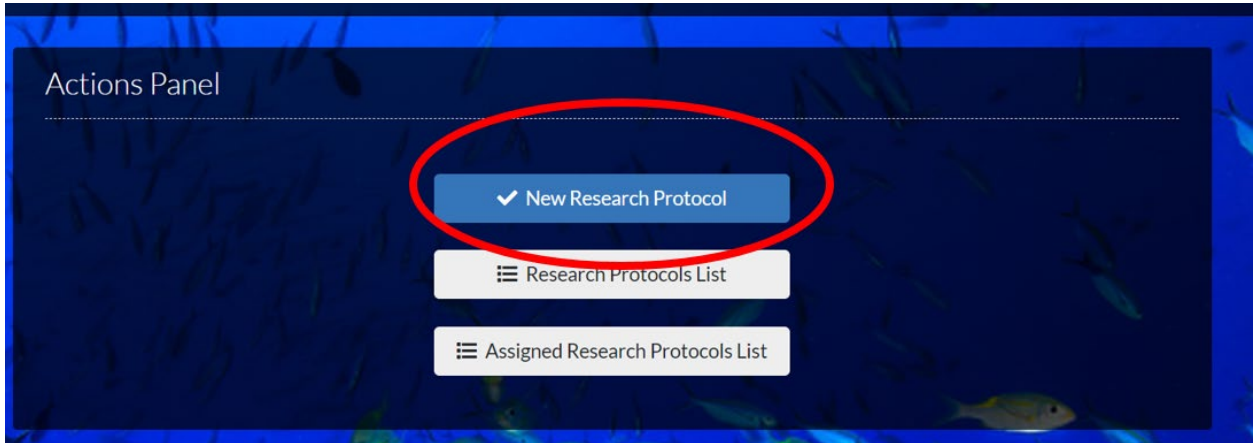 Actions Panel
New Research Protocol
Research Protocols List
Assigned Research Protocols List